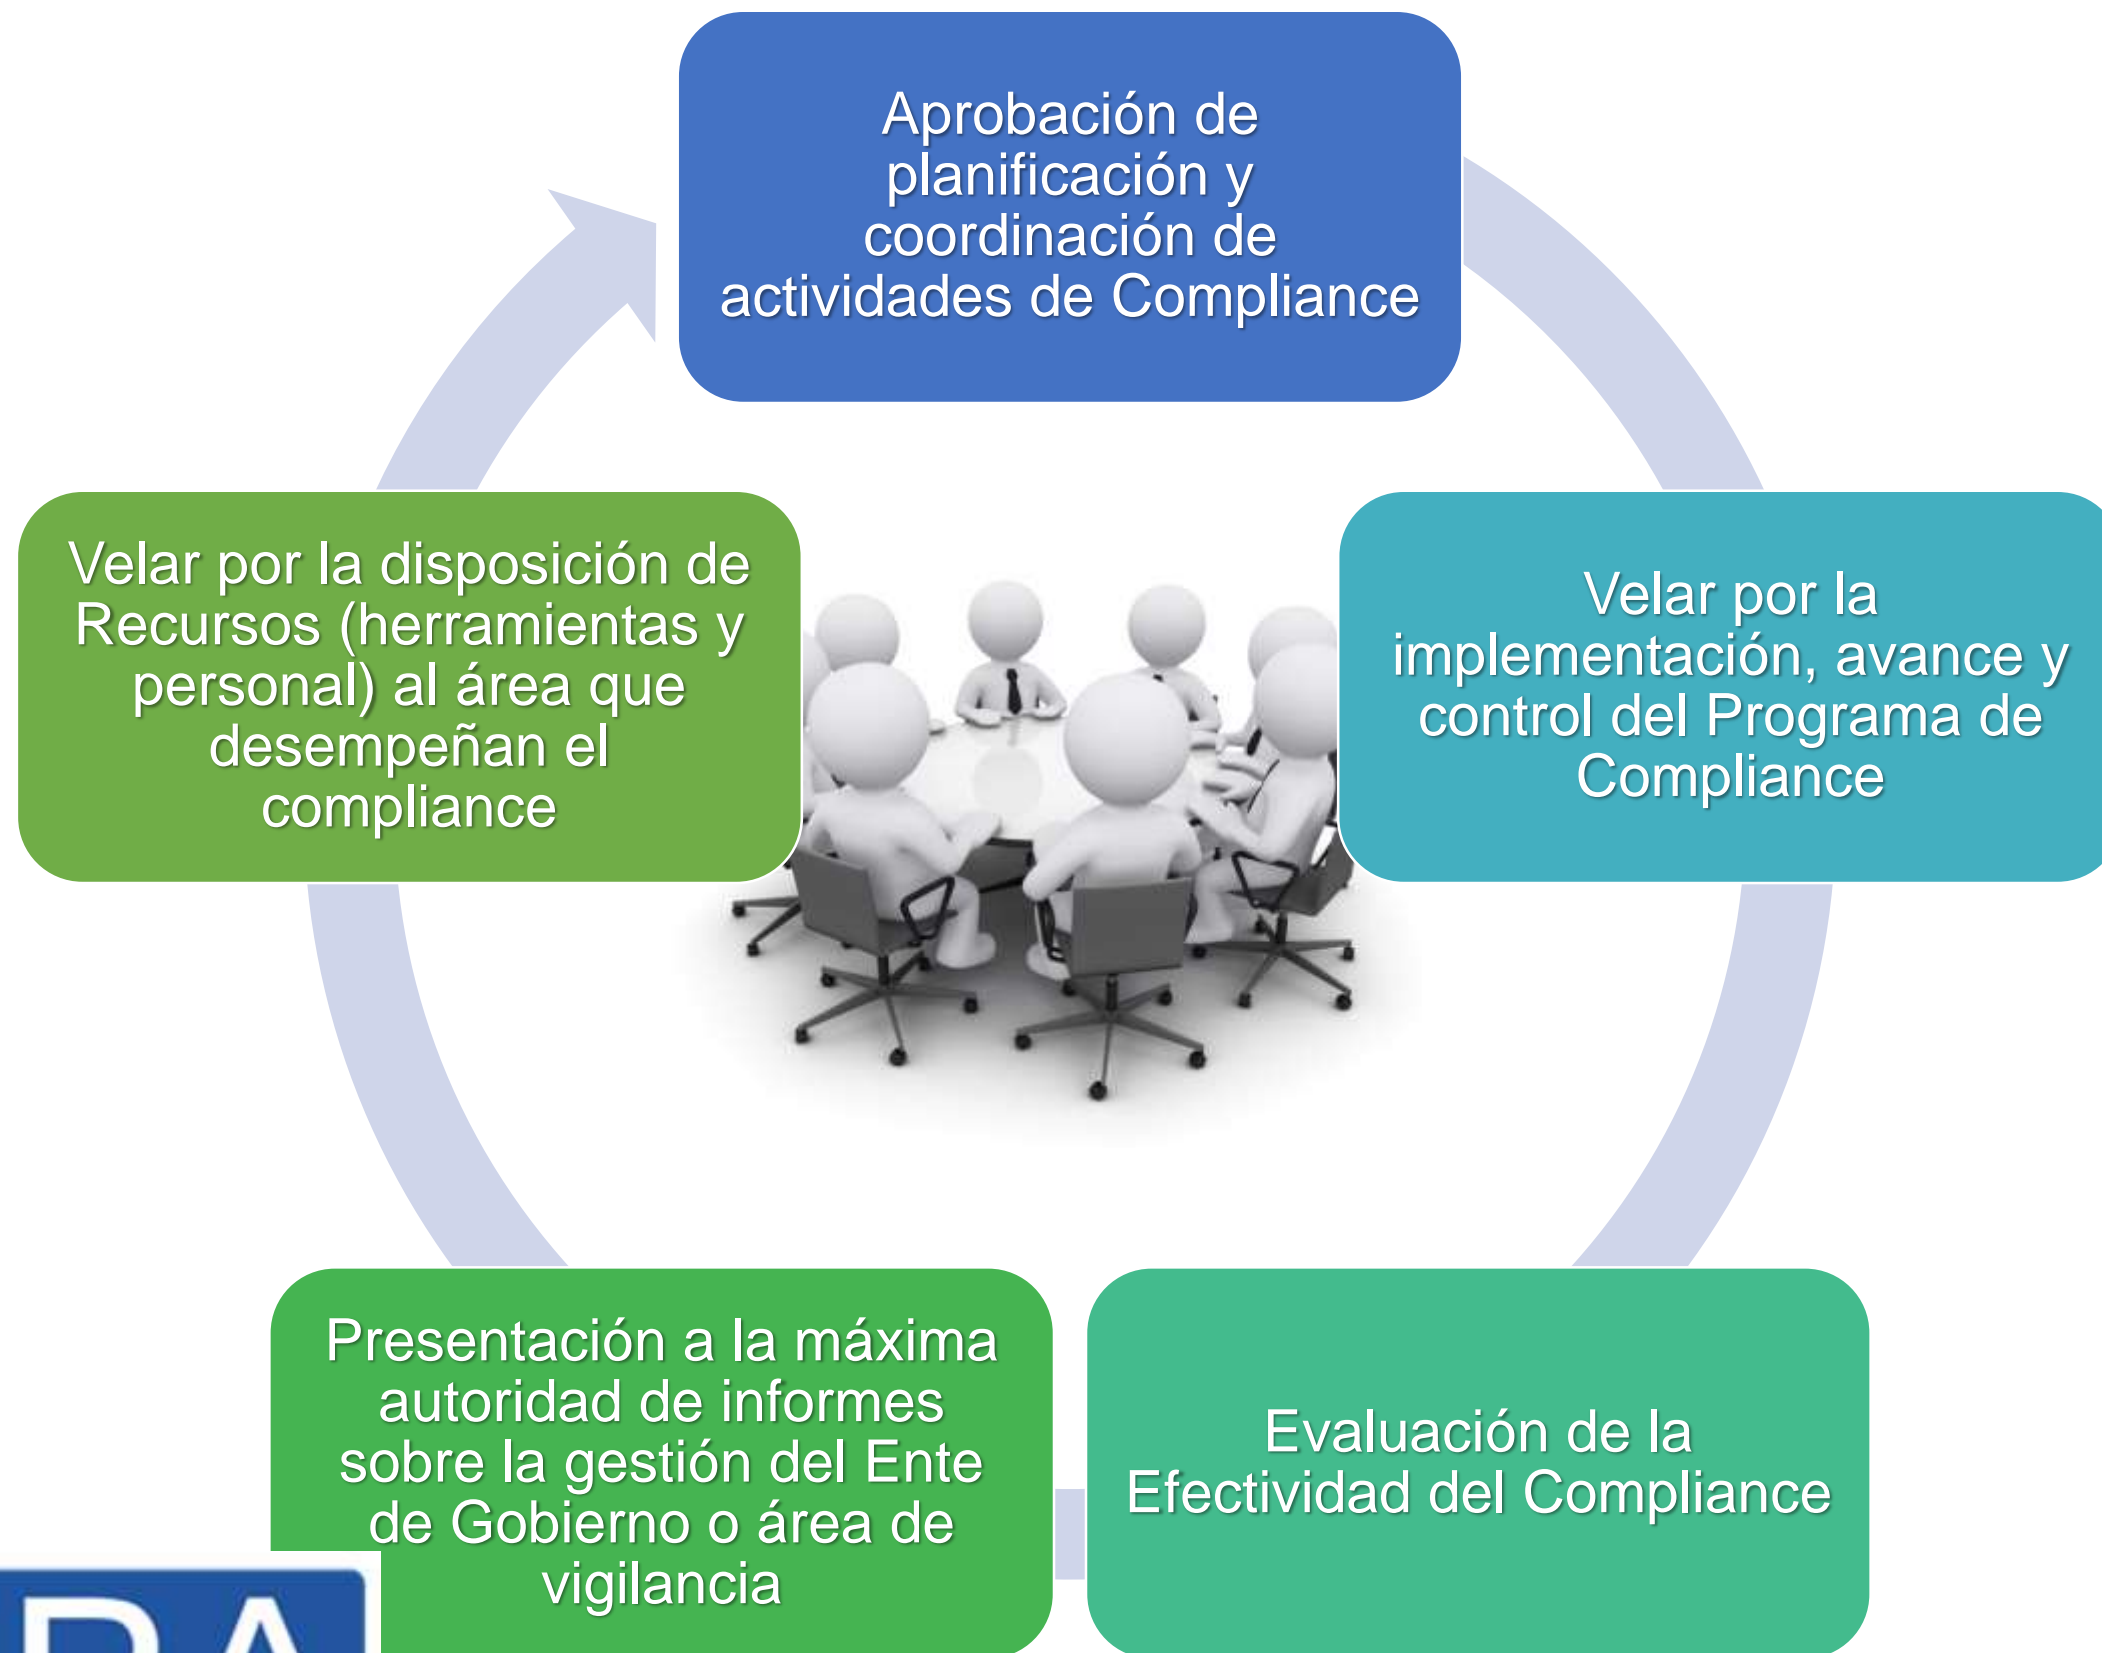 Aprobación de
planificación y
coordinación de
actividades de Compliance
Velar por la
implementación, avance y
control del Programa de
Compliance
Evaluación de la
Efectividad del Compliance
Presentación a la máxima
autoridad de informes
sobre la gestión del Ente
de Gobierno o área de
vigilancia
Velar por la disposición de
Recursos (herramientas y
personal) al área que
desempeñan el
compliance